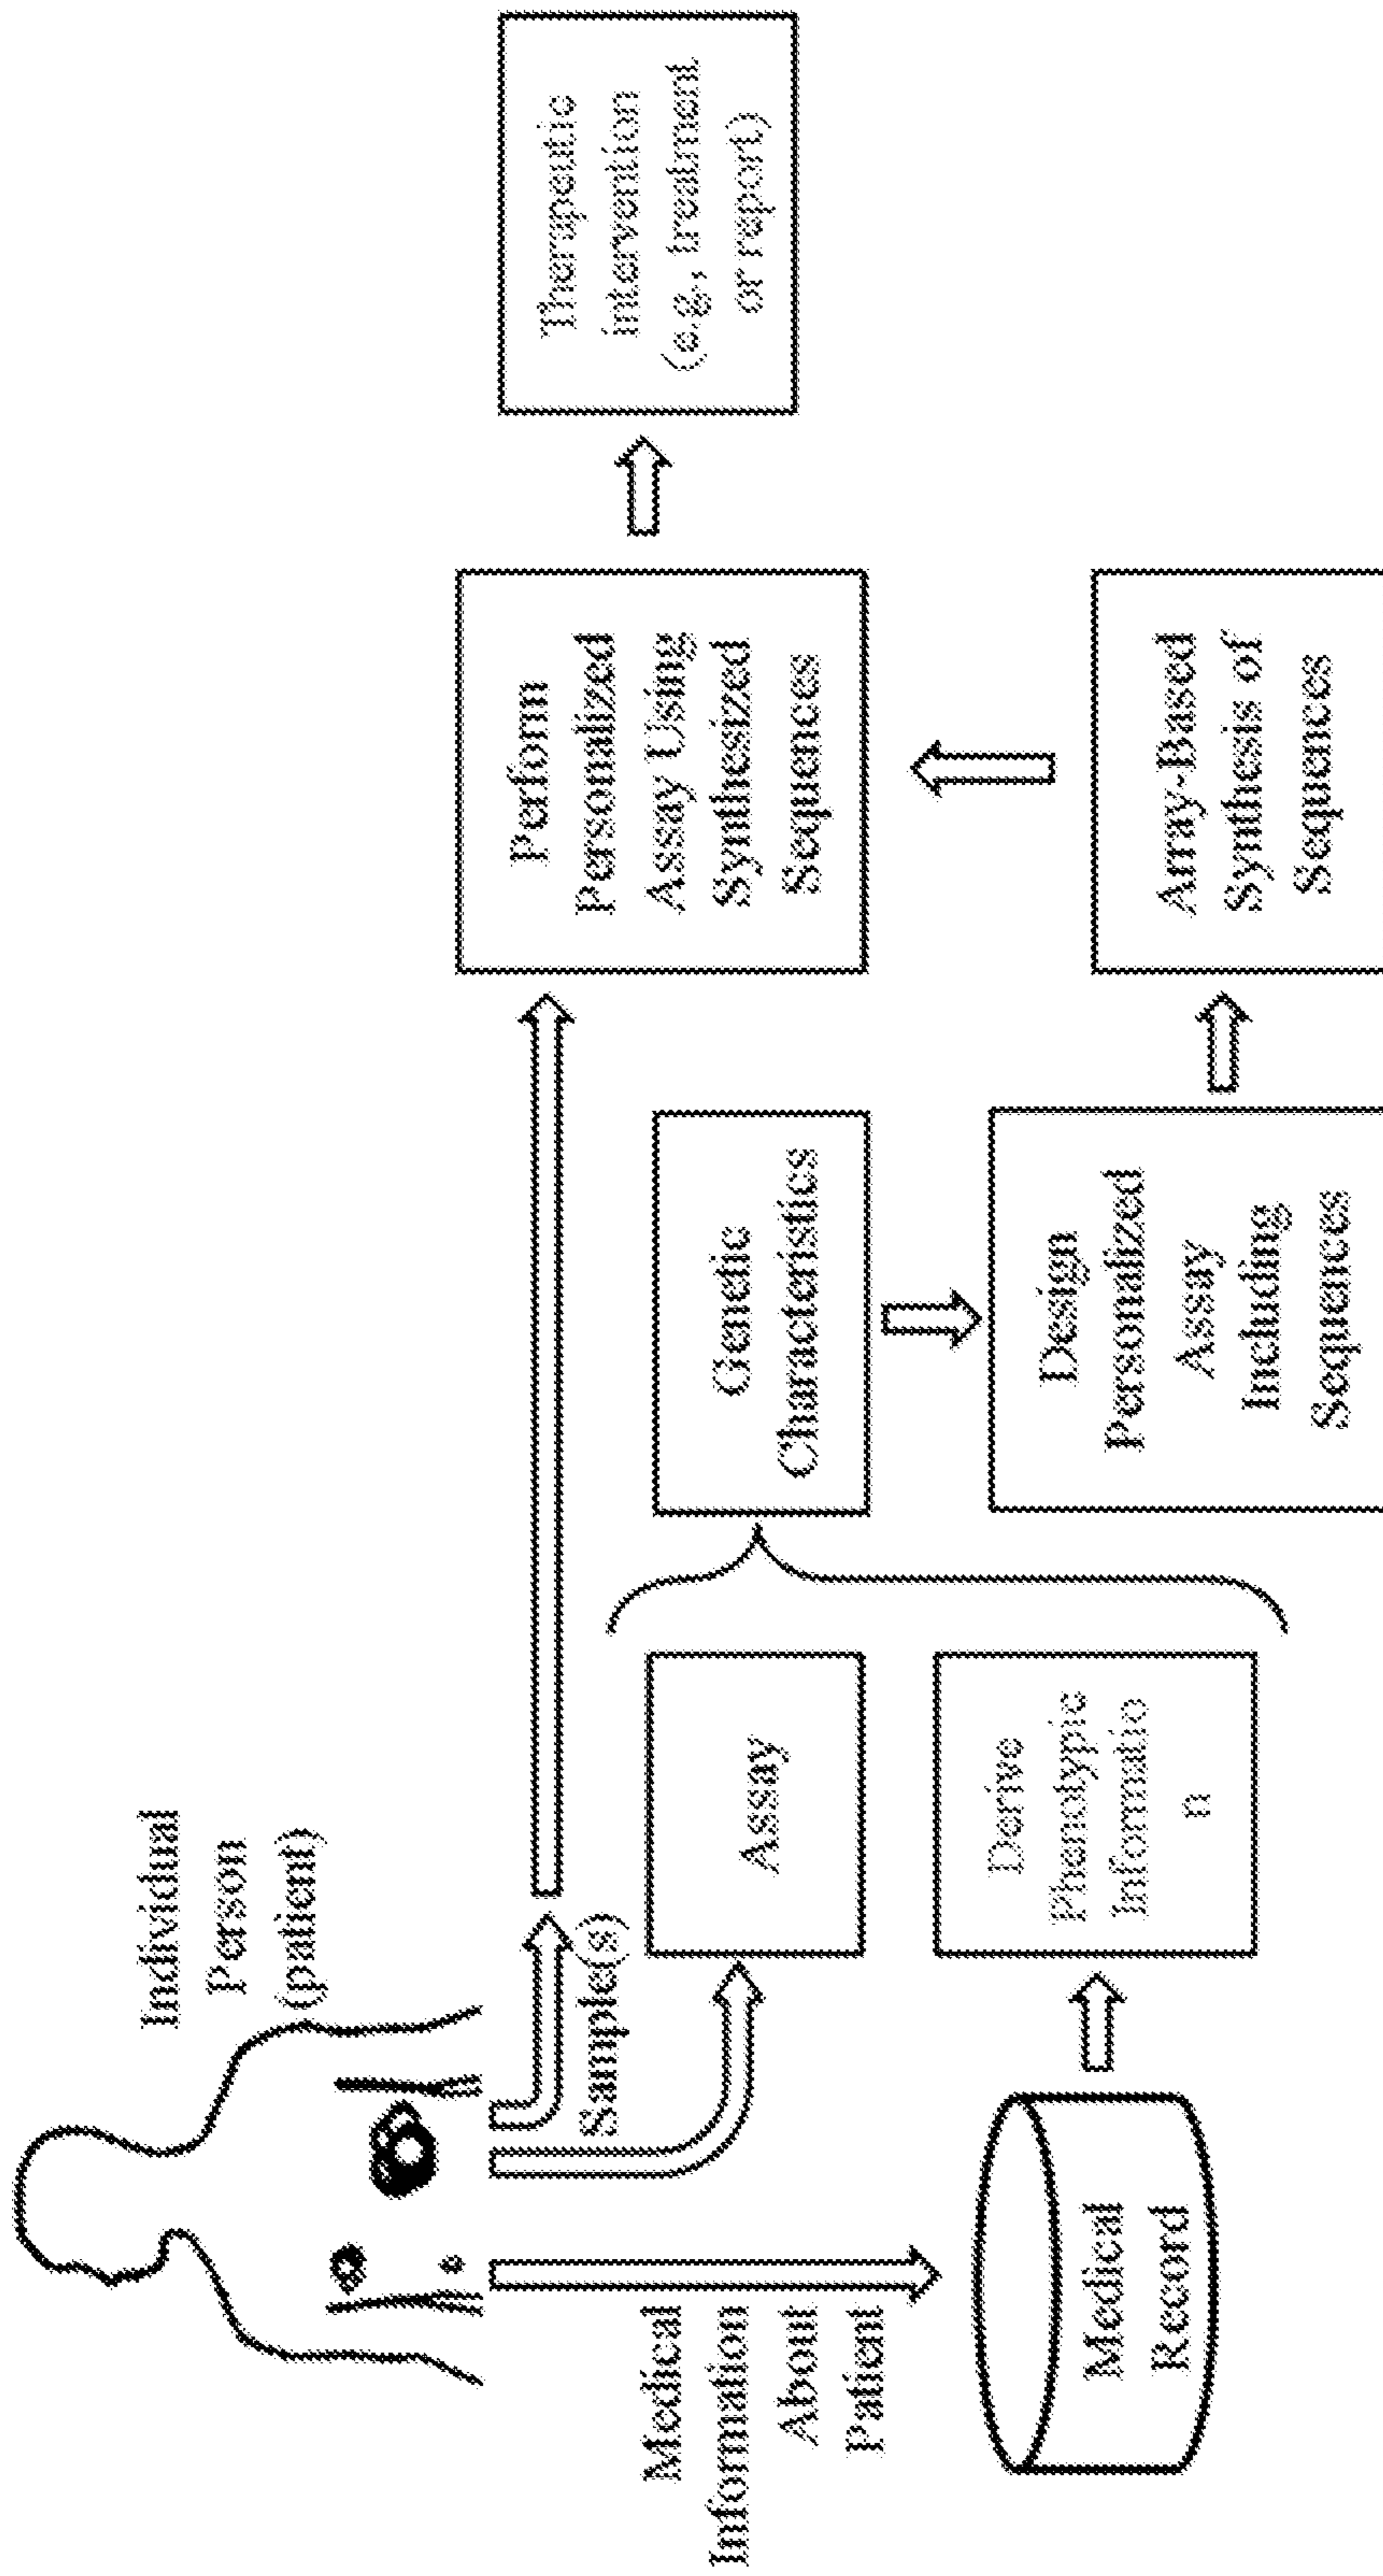 Individual
Person
(patient)
Sample(s)
Medical
Information
About
Patient
Medical
Record
Assay
Derive
Phenotypic
Informatio
n
Genetic
Characteristics
Design
Personalized
Assay
Including
Sequences
Array-Based
Synthesis of
Sequences
Perform
Personalized
Assay Using
Synthesized
Sequences
Therapeutic
intervention
(e.g., treatment
or report)